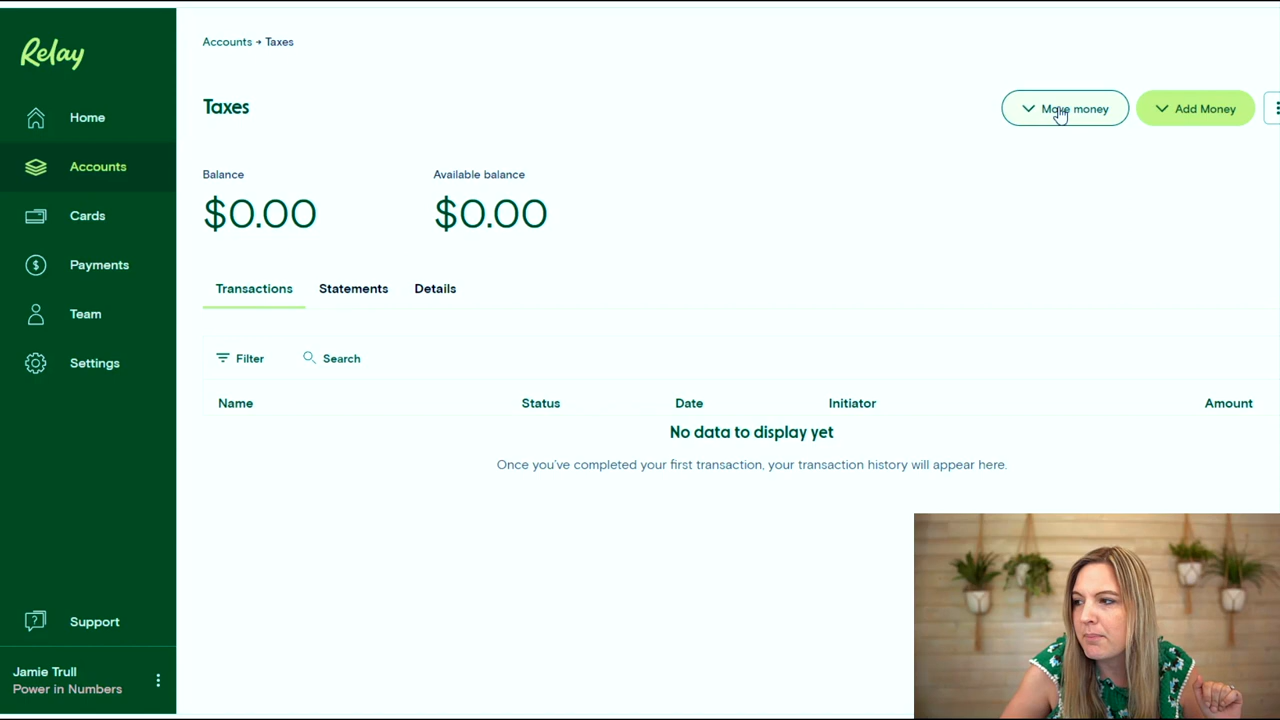 Relay
Home
Accounts
Cards
Payments
Team
Settings
Support
Jamie Trull
Power in Numbers
Accounts → Taxes
Taxes
Move money
Add Money
Balance
Available balance
$0.00
$0.00
Transactions
Statements
Details
Filter
Search
Name
Status
Date
Initiator
Amount
No data to display yet
Once you've completed your first transaction, your transaction history will appear here.